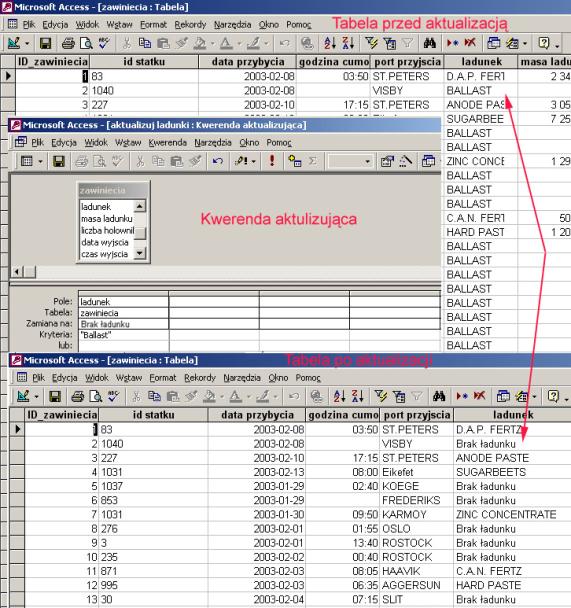 Microsoft Access - [zawiniecia : Tabela]
Plik Edycja Widok Wstaw Format Rekordy Narzędzia Okno Pomoc
Tabela przed aktualizacją
ID_zawiniecia id statku data przybycia godzina cumo port przyjscia ladunek masa ladu
1 83 2003-02-08 03:50 ST.PETERS D.A.P. FERT 2 34
2 1040 2003-02-08 VISBY BALLAST
3 227 2003-02-10 17:15 ST.PETERS ANODE PAS 3 05
SUGARBEE 7 25
Microsoft Access - [aktualizuj ladunki : Kwerenda aktualizująca]
BALLAST
Plik Edycja Widok Wstaw Kwerenda Narzędzia Okno Pomoc
BALLAST
ZINC CONCE 1 29
BALLAST
zawiniecia
BALLAST
ladunek
BALLAST
masa ladunku
C.A.N. FERT 50
Kwerenda aktulizująca
liczba holownil
HARD PAST 1 20
data wyjscia
BALLAST
czas wyjscia
BALLAST
BALLAST
BALLAST
Pole: ladunek
BALLAST
Tabela: zawiniecia
BALLAST
Zamiana na: Brak ładunku
BALLAST
Kryteria: "Ballast"
lub:
BALLAST
Microsoft Access - [zawiniecia : Tabela]
Tabela po aktualizacji
Plik Edycja Widok Wstaw Format Rekordy Narzędzia Okno Pomoc
ID_zawiniecia id statku data przybycia godzina cumo port przyjscia ladunek
1 83 2003-02-08 03:50 ST.PETERS D.A.P. FERTZ
2 1040 2003-02-08 VISBY Brak ładunku
3 227 2003-02-10 17:15 ST.PETERS ANODE PASTE
4 1031 2003-02-13 08:00 Eikefet SUGARBEETS
5 1037 2003-01-29 02:40 KOEGE Brak ładunku
6 853 2003-01-29 FREDERIKS Brak ładunku
7 1031 2003-01-30 09:50 KARMOY ZINC CONCENTRATE
8 276 2003-02-01 01:55 OSLO Brak ładunku
9 3 2003-02-01 13:40 ROSTOCK Brak ładunku
10 235 2003-02-02 00:40 ROSTOCK Brak ładunku
11 871 2003-02-03 08:05 HAAVIK C.A.N. FERTZ
12 995 2003-02-03 06:35 AGGERSUN HARD PASTE
13 30 2003-02-04 07:15 SLIT Brak ładunku